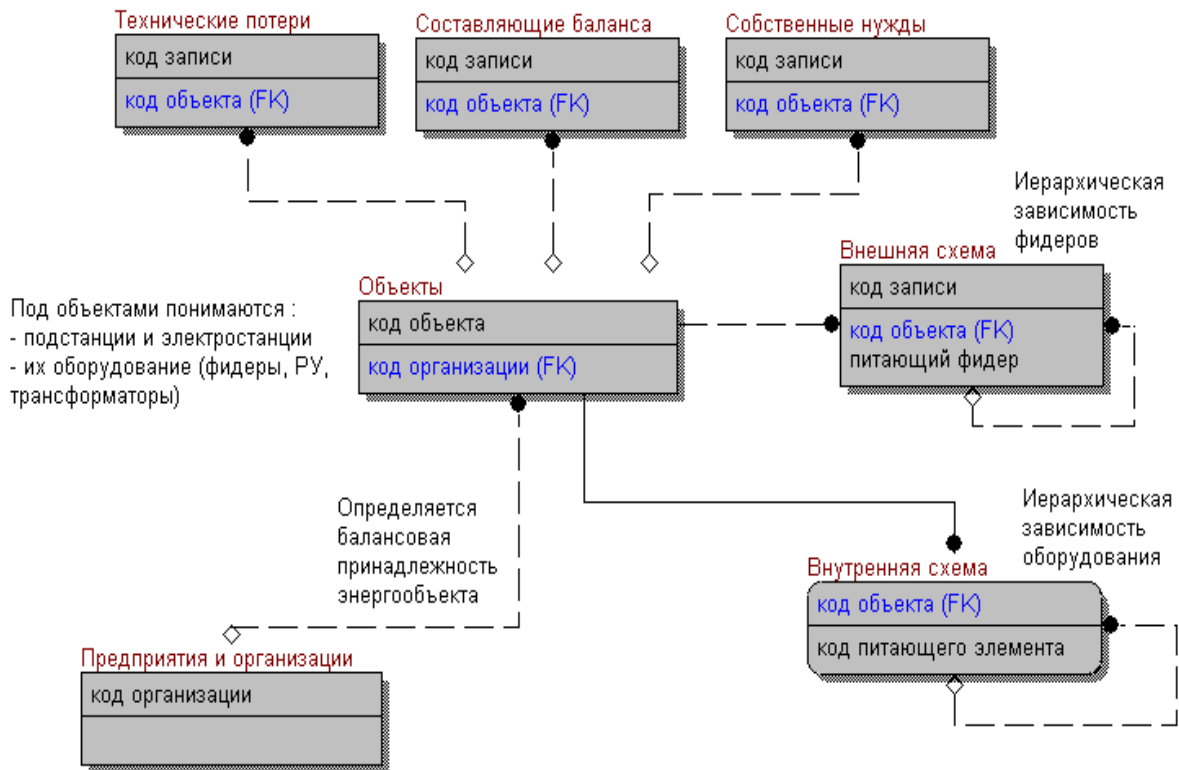 Технические потери
код записи
код объекта (FK)
Составляющие баланса
код записи
код объекта (FK)
Собственные нужды
код записи
код объекта (FK)
Иерархическая
зависимость
фидеров
Внешняя схема
код записи
код объекта (FK)
питающий фидер
Объекты
код объекта
код организации (FK)
Под объектами понимаются :
- подстанции и электростанции
- их оборудование (фидеры, РУ,
трансформаторы)
Определяется
балансовая
принадлежность
энергообъекта
Иерархическая
зависимость
оборудования
Внутренняя схема
код объекта (FK)
код питающего элемента
Предприятия и организации
код организации